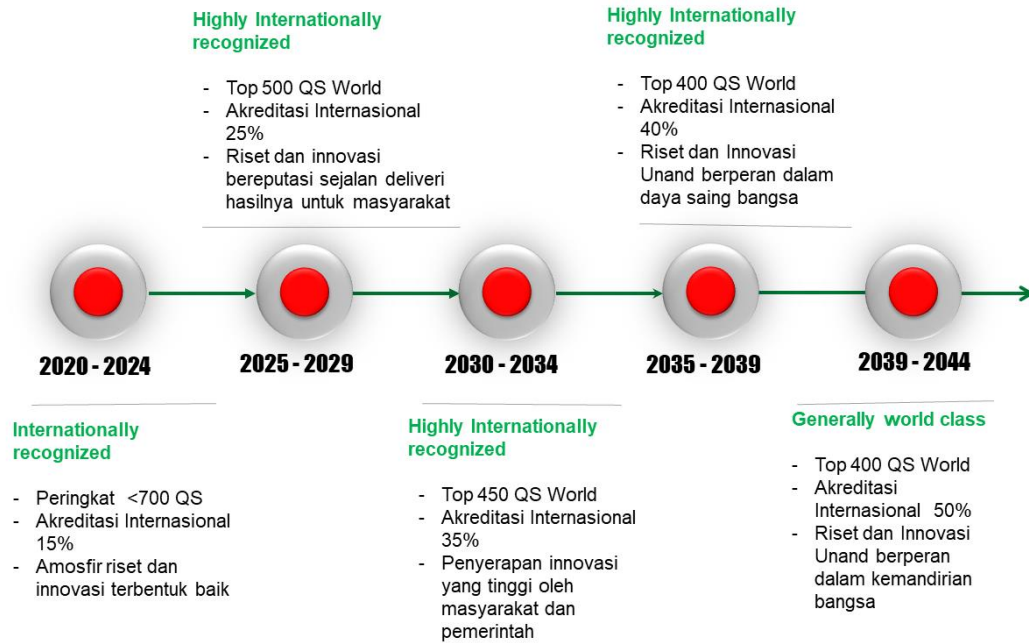 Highly Internationally
recognized
- Top 500 QS World
- Akreditasi Internasional
25%
- Riset dan innovasi
bereputasi sejalan deliveri
hasilnya untuk masyarakat
Highly Internationally
recognized
- Top 400 QS World
- Akreditasi Internasional
40%
- Riset dan Innovasi
Unand berperan dalam
daya saing bangsa
2020 - 2024
2025 - 2029
2030 - 2034
2035 - 2039
2039 - 2044
Internationally
recognized
- Peringkat <700 QS
- Akreditasi Internasional
15%
- Amosfir riset dan
innovasi terbentuk baik
Highly Internationally
recognized
- Top 450 QS World
- Akreditasi Internasional
35%
- Penyerapan innovasi
yang tinggi oleh
masyarakat dan
pemerintah
Generally world class
- Top 400 QS World
- Akreditasi
Internasional 50%
- Riset dan Innovasi
Unand berperan
dalam kemandirian
bangsa